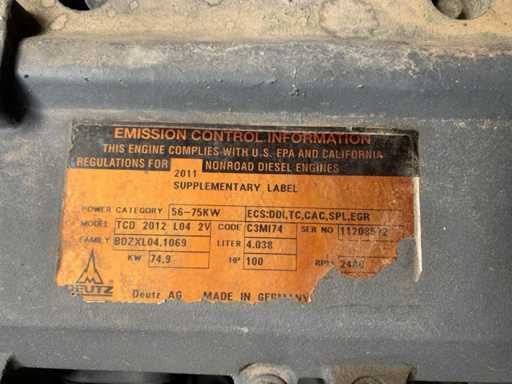 EMISSION CONTROL INFORMATION
THIS ENGINE COMPLIES WITH U.S. EPA AND CALIFORNIA
REGULATIONS FOR 2011 NONROAD DIESEL ENGINES
SUPPLEMENTARY LABEL
POWER CATEGORY 56-75KW ECS:DDI,TC,CAC,SPL,EGR
MODEL TCD 2012 L04 2V CODE C3MI74 SER NO
FAMILY BDZXL04.1069 LITER 4.038
KW 74.9 HP 100 RPM
DEUTZ Deutz AG MADE IN GERMANY